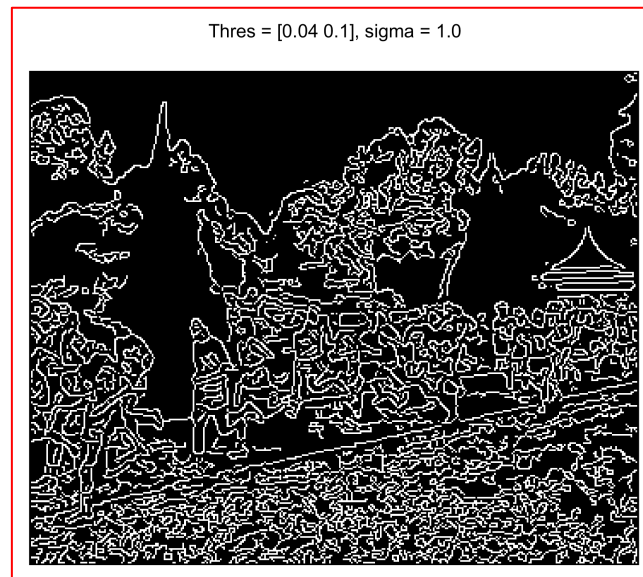 Thres = [0.04 0.1], sigma = 1.0